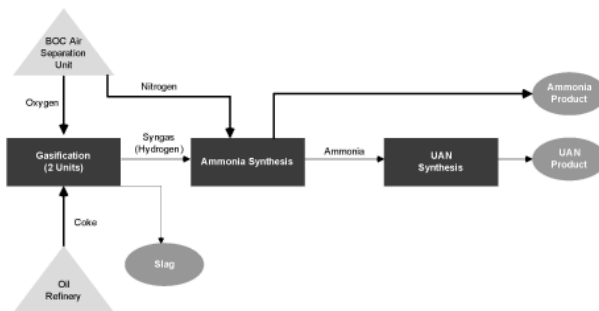 BOC Air
Separation
Unit
Ammonia
Product
Nitrogen
Oxygen
Syngas
(Hydrogen)
Gasification
(2 Units)
Ammonia Synthesis
Ammonia
UAN
Synthesis
UAN
Product
Coke
Slag
Oil
Refinery